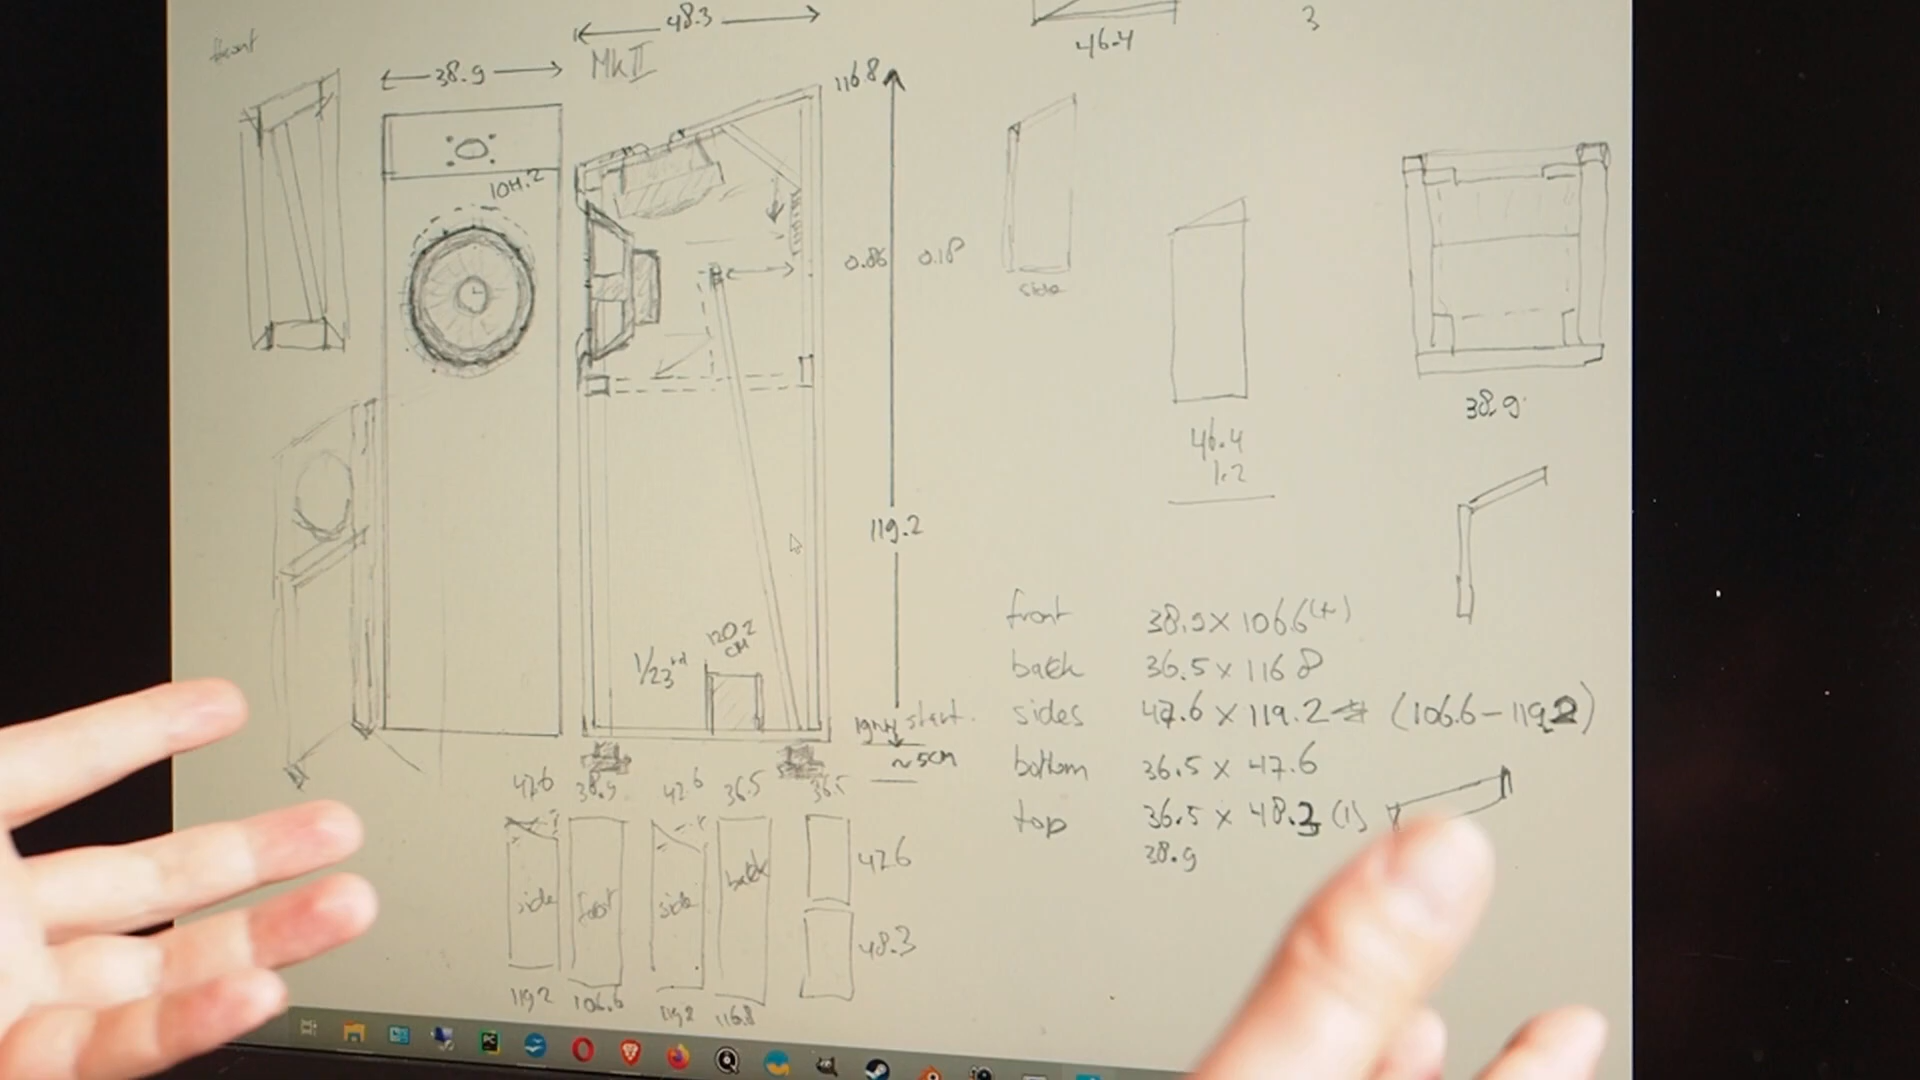 front
48.3
38.9
MkII
116.8
46.4
3
104.2
0.86 0.18
side
46.4
1.2
38.9
119.2
120.2
CM
1/23rd
start.
~5cm
front 38.9 x 106.6 (+)
back 36.5 x 116 8
sides 47.6 x 119.2 (106.6 - 119.2)
bottom 36.5 x 47.6
top 36.5 x 48.3 (1)
38.9
47.6 38.9 47.6 36.5 36.5
side front side back
47.6
48.3
119.2 106.6 119.2 116.8